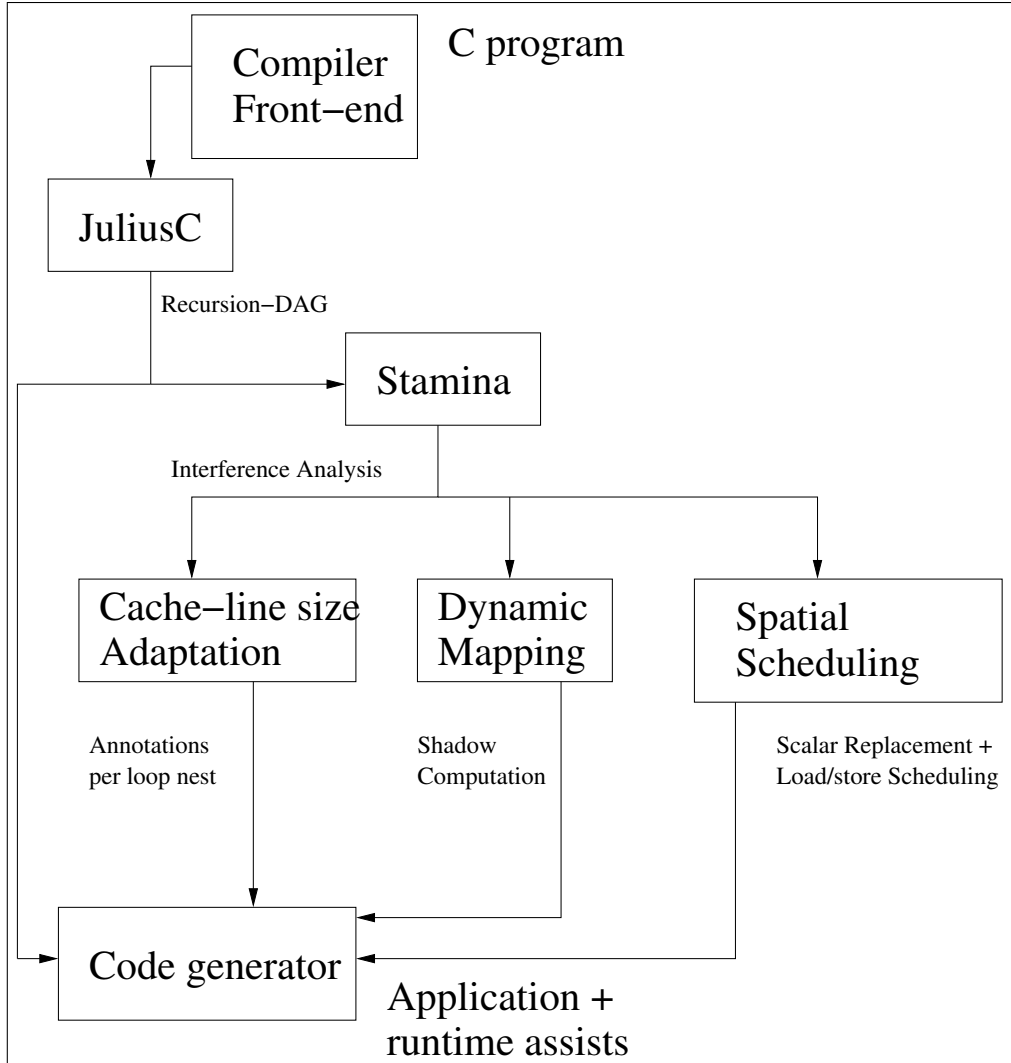 C program
Compiler
Front−end
JuliusC
Recursion−DAG
Stamina
Interference Analysis
Cache−line size
Adaptation
Dynamic
Mapping
Spatial
Scheduling
Annotations
per loop nest
Shadow
Computation
Scalar Replacement +
Load/store Scheduling
Code generator
Application +
runtime assists